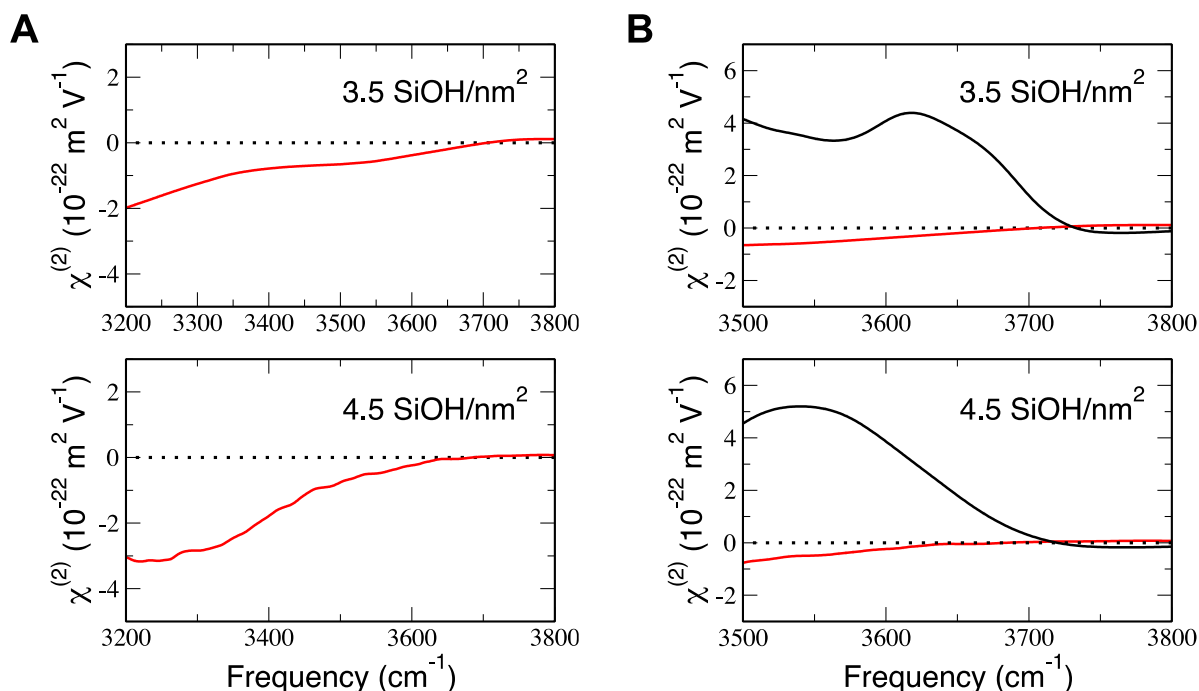 A
2
0
-2
-4
χ(2) (10-22 m2 V-1)
3.5 SiOH/nm2
3200 3300 3400 3500 3600 3700 3800
2
0
-2
-4
χ(2) (10-22 m2 V-1)
4.5 SiOH/nm2
3200 3400 3600 3800
Frequency (cm-1)
B
6
4
2
0
-2
χ(2) (10-22 m2 V-1)
3.5 SiOH/nm2
3500 3600 3700 3800
6
4
2
0
-2
χ(2) (10-22 m2 V-1)
4.5 SiOH/nm2
3500 3600 3700 3800
Frequency (cm-1)